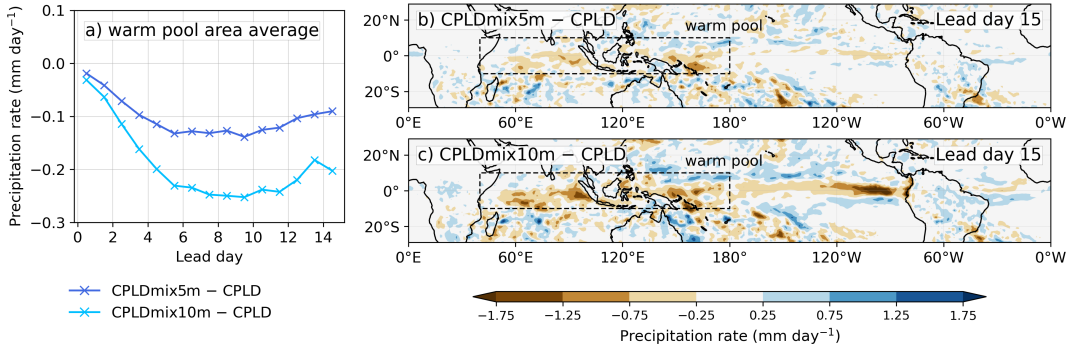 a) warm pool area average
Precipitation rate (mm day⁻¹)
0.1
0.0
−0.1
−0.2
−0.3
0 2 4 6 8 10 12 14
Lead day
CPLDmix5m − CPLD
CPLDmix10m − CPLD
b) CPLDmix5m − CPLD
Lead day 15
warm pool
20°N
0°
20°S
0°E 60°E 120°E 180°E 120°W 60°W 0°W
c) CPLDmix10m − CPLD
Lead day 15
warm pool
20°N
0°
20°S
0°E 60°E 120°E 180°E 120°W 60°W 0°W
−1.75 −1.25 −0.75 −0.25 0.25 0.75 1.25 1.75
Precipitation rate (mm day⁻¹)